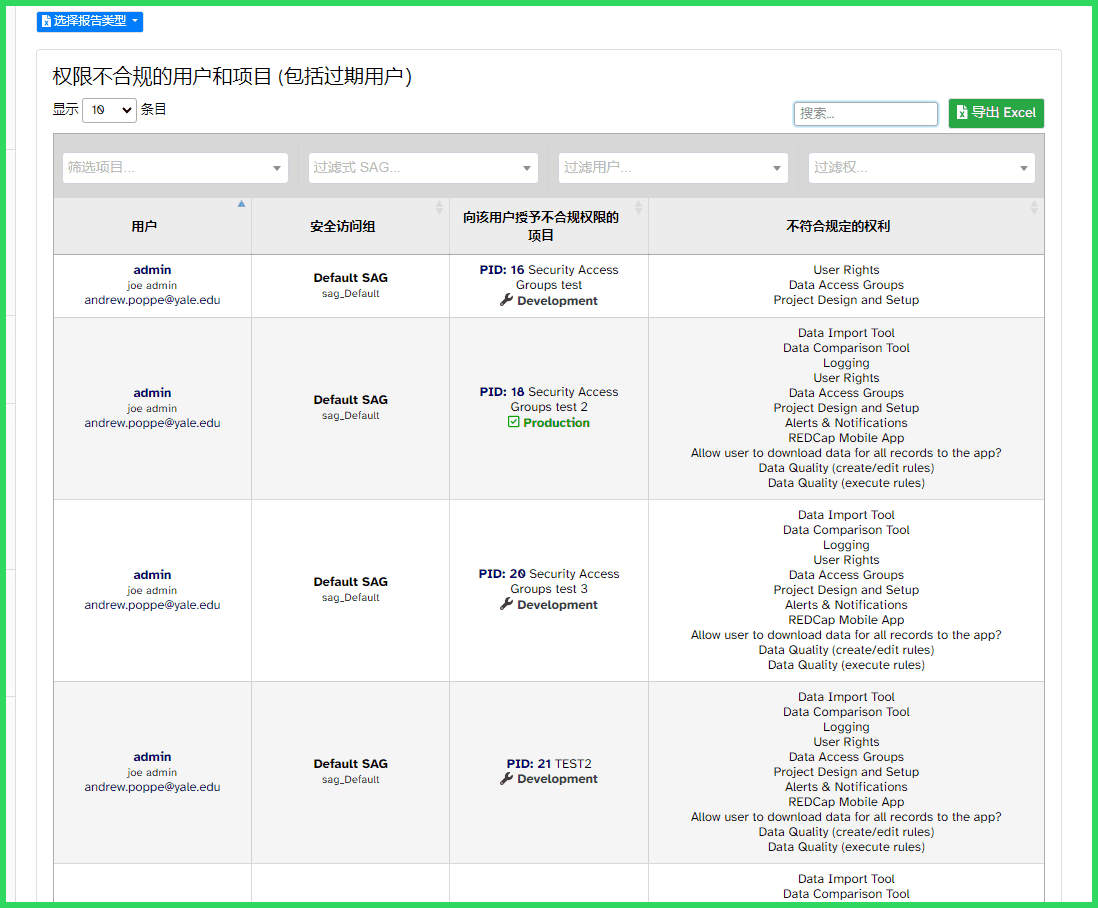 选择报告类型
权限不合规的用户和项目 (包括过期用户)
显示 10 条目
搜索...
导出 Excel
筛选项目...
过滤式 SAG...
过滤用户...
过滤权...
用户
安全访问组
向该用户授予不合规权限的
项目
不符合规定的权利
admin
joe admin
andrew.poppe@yale.edu
Default SAG
sag_Default
PID: 16 Security Access
Groups test
Development
User Rights
Data Access Groups
Project Design and Setup
admin
joe admin
andrew.poppe@yale.edu
Default SAG
sag_Default
PID: 18 Security Access
Groups test 2
Production
Data Import Tool
Data Comparison Tool
Logging
User Rights
Data Access Groups
Project Design and Setup
Alerts & Notifications
REDCap Mobile App
Allow user to download data for all records to the app?
Data Quality (create/edit rules)
Data Quality (execute rules)
admin
joe admin
andrew.poppe@yale.edu
Default SAG
sag_Default
PID: 20 Security Access
Groups test 3
Development
Data Import Tool
Data Comparison Tool
Logging
User Rights
Data Access Groups
Project Design and Setup
Alerts & Notifications
REDCap Mobile App
Allow user to download data for all records to the app?
Data Quality (create/edit rules)
Data Quality (execute rules)
admin
joe admin
andrew.poppe@yale.edu
Default SAG
sag_Default
PID: 21 TEST2
Development
Data Import Tool
Data Comparison Tool
Logging
User Rights
Data Access Groups
Project Design and Setup
Alerts & Notifications
REDCap Mobile App
Allow user to download data for all records to the app?
Data Quality (create/edit rules)
Data Quality (execute rules)
Data Import Tool
Data Comparison Tool